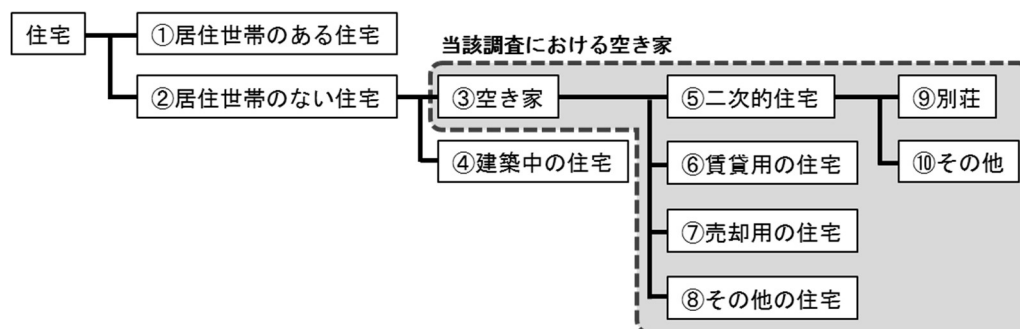 当該調査における空き家
住宅
①居住世帯のある住宅
②居住世帯のない住宅
③空き家
④建築中の住宅
⑤二次的住宅
⑥賃貸用の住宅
⑦売却用の住宅
⑧その他の住宅
⑨別荘
⑩その他